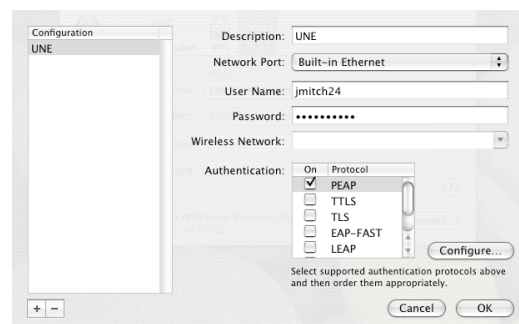 Configuration
UNE
Description: UNE
Network Port: Built-in Ethernet
User Name: jmitch24
Password: ••••••••••
Wireless Network:
Authentication:
On Protocol
PEAP
TTLS
TLS
EAP-FAST
LEAP
Configure...
Select supported authentication protocols above
and then order them appropriately.
+ −
Cancel OK